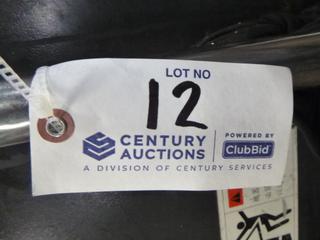 LOT NO
12
CENTURY AUCTIONS
POWERED BY
ClubBid
A DIVISION OF CENTURY SERVICES